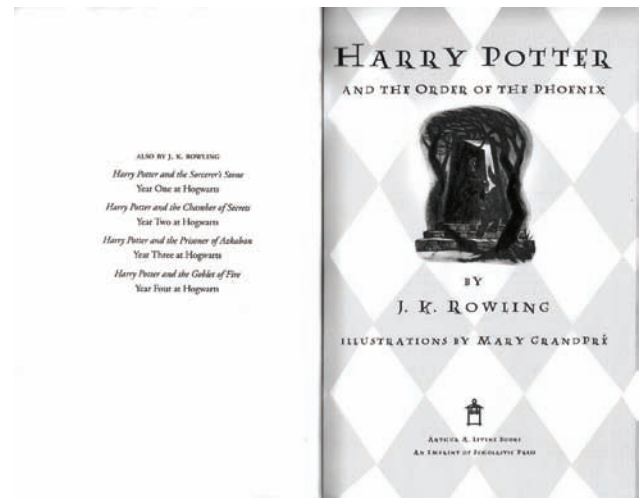 ALSO BY J. K. ROWLING
Harry Potter and the Sorcerer's Stone
Year One at Hogwarts
Harry Potter and the Chamber of Secrets
Year Two at Hogwarts
Harry Potter and the Prisoner of Azkaban
Year Three at Hogwarts
Harry Potter and the Goblet of Fire
Year Four at Hogwarts
HARRY POTTER
AND THE ORDER OF THE PHOENIX
BY
J. K. ROWLING
ILLUSTRATIONS BY MARY GRANDPRÉ
ARTHUR A. LEVINE BOOKS
AN IMPRINT OF SCHOLASTIC PRESS